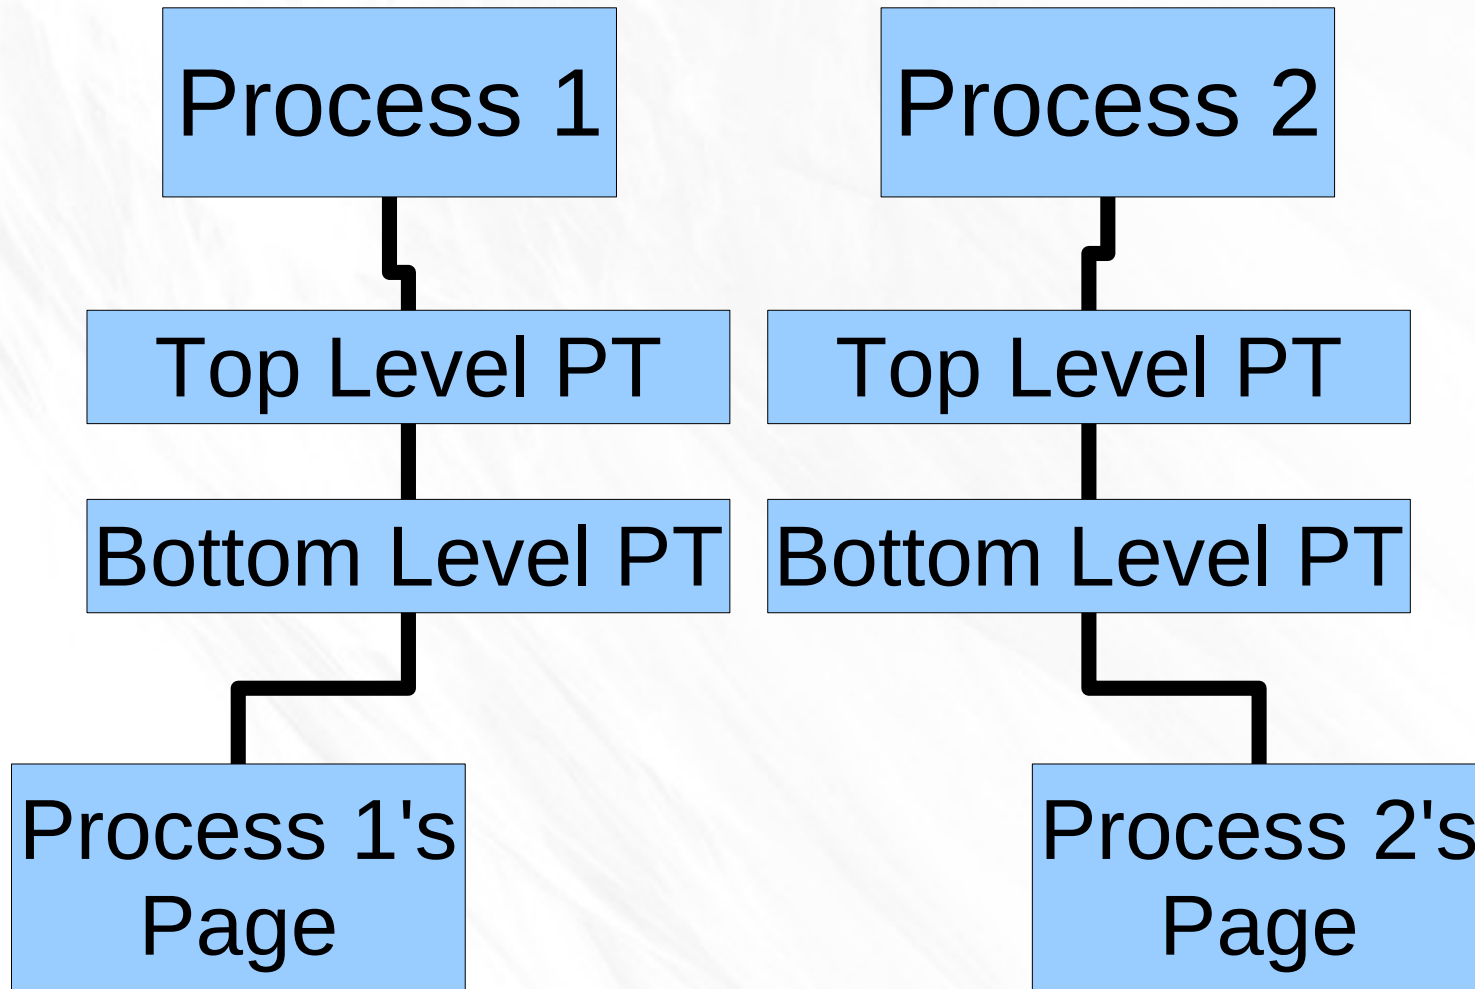 Process 1
Process 2
Top Level PT
Top Level PT
Bottom Level PT
Bottom Level PT
Process 1's
Page
Process 2's
Page